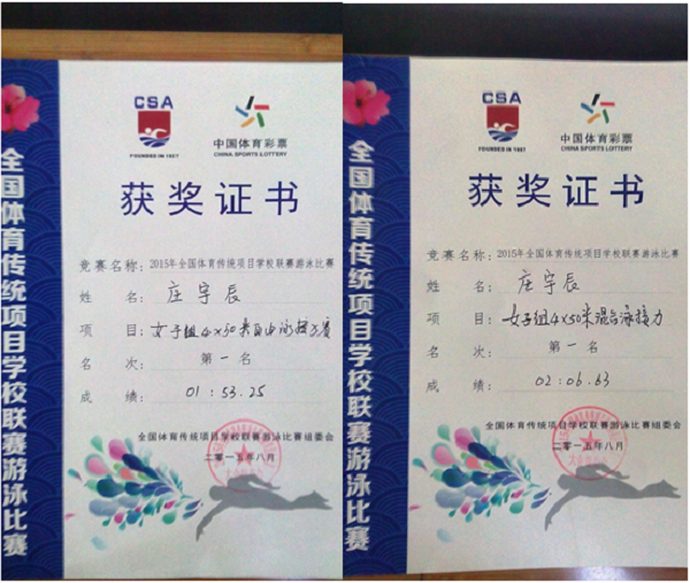 全国体育传统项目学校联赛游泳比赛
CSA
FOUNDED IN 1957
中国体育彩票
CHINA SPORTS LOTTERY
获奖证书
竞赛名称：2015年全国体育传统项目学校联赛游泳比赛
姓 名：庄宇辰
项 目：女子组4×50米自由泳接力赛
名 次：第一名
成 绩：01：53.25
全国体育传统项目学校联赛游泳比赛组委会
二零一五年八月
全国体育传统项目学校联赛游泳比赛
CSA
FOUNDED IN 1957
中国体育彩票
CHINA SPORTS LOTTERY
获奖证书
竞赛名称：2015年全国体育传统项目学校联赛游泳比赛
姓 名：庄宇辰
项 目：女子组4×50米混合泳接力
名 次：第一名
成 绩：02：06.63
全国体育传统项目学校联赛游泳比赛组委会
二零一五年八月